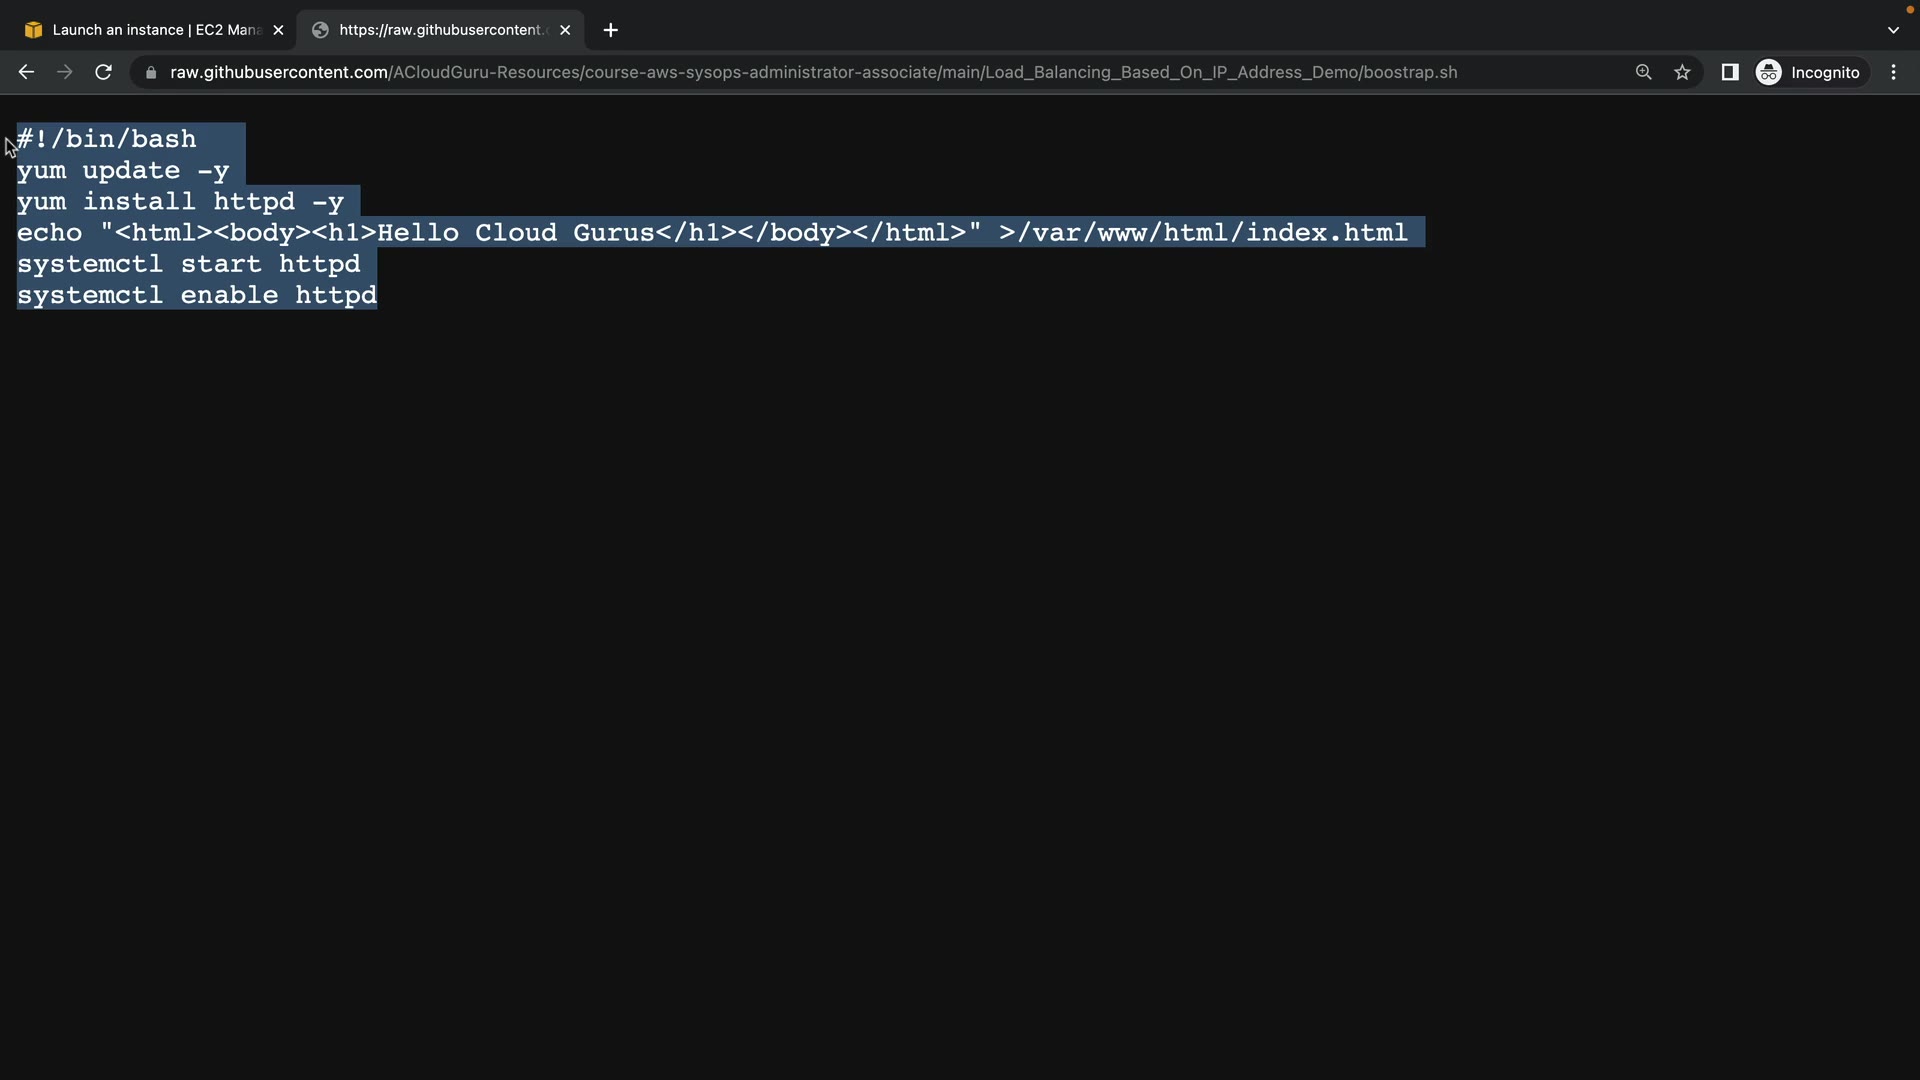 Launch an instance | EC2 Mana
https://raw.githubusercontent.c
raw.githubusercontent.com/ACloudGuru-Resources/course-aws-sysops-administrator-associate/main/Load_Balancing_Based_On_IP_Address_Demo/boostrap.sh
Incognito
#!/bin/bash
yum update -y
yum install httpd -y
echo "<html><body><h1>Hello Cloud Gurus</h1></body></html>" >/var/www/html/index.html
systemctl start httpd
systemctl enable httpd